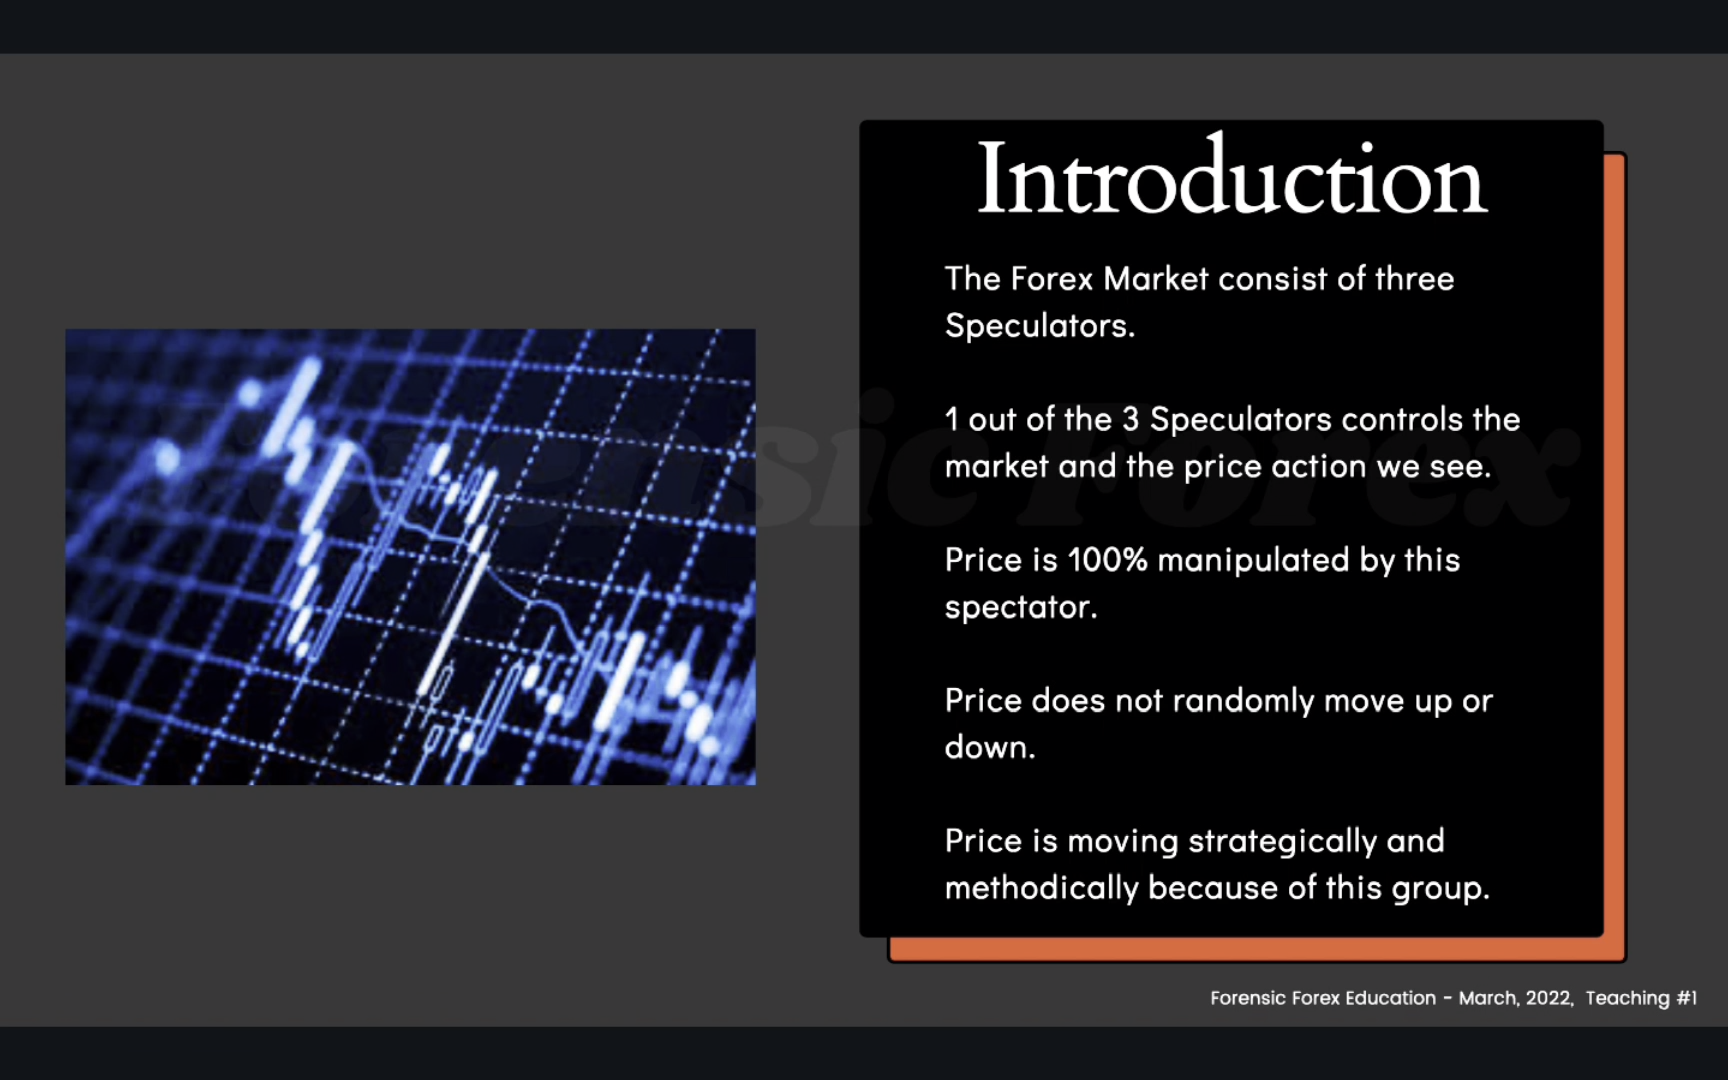 Introduction
The Forex Market consist of three
Speculators.
1 out of the 3 Speculators controls the
market and the price action we see.
Price is 100% manipulated by this
spectator.
Price does not randomly move up or
down.
Price is moving strategically and
methodically because of this group.
Forensic Forex
Forensic Forex Education - March, 2022, Teaching #1